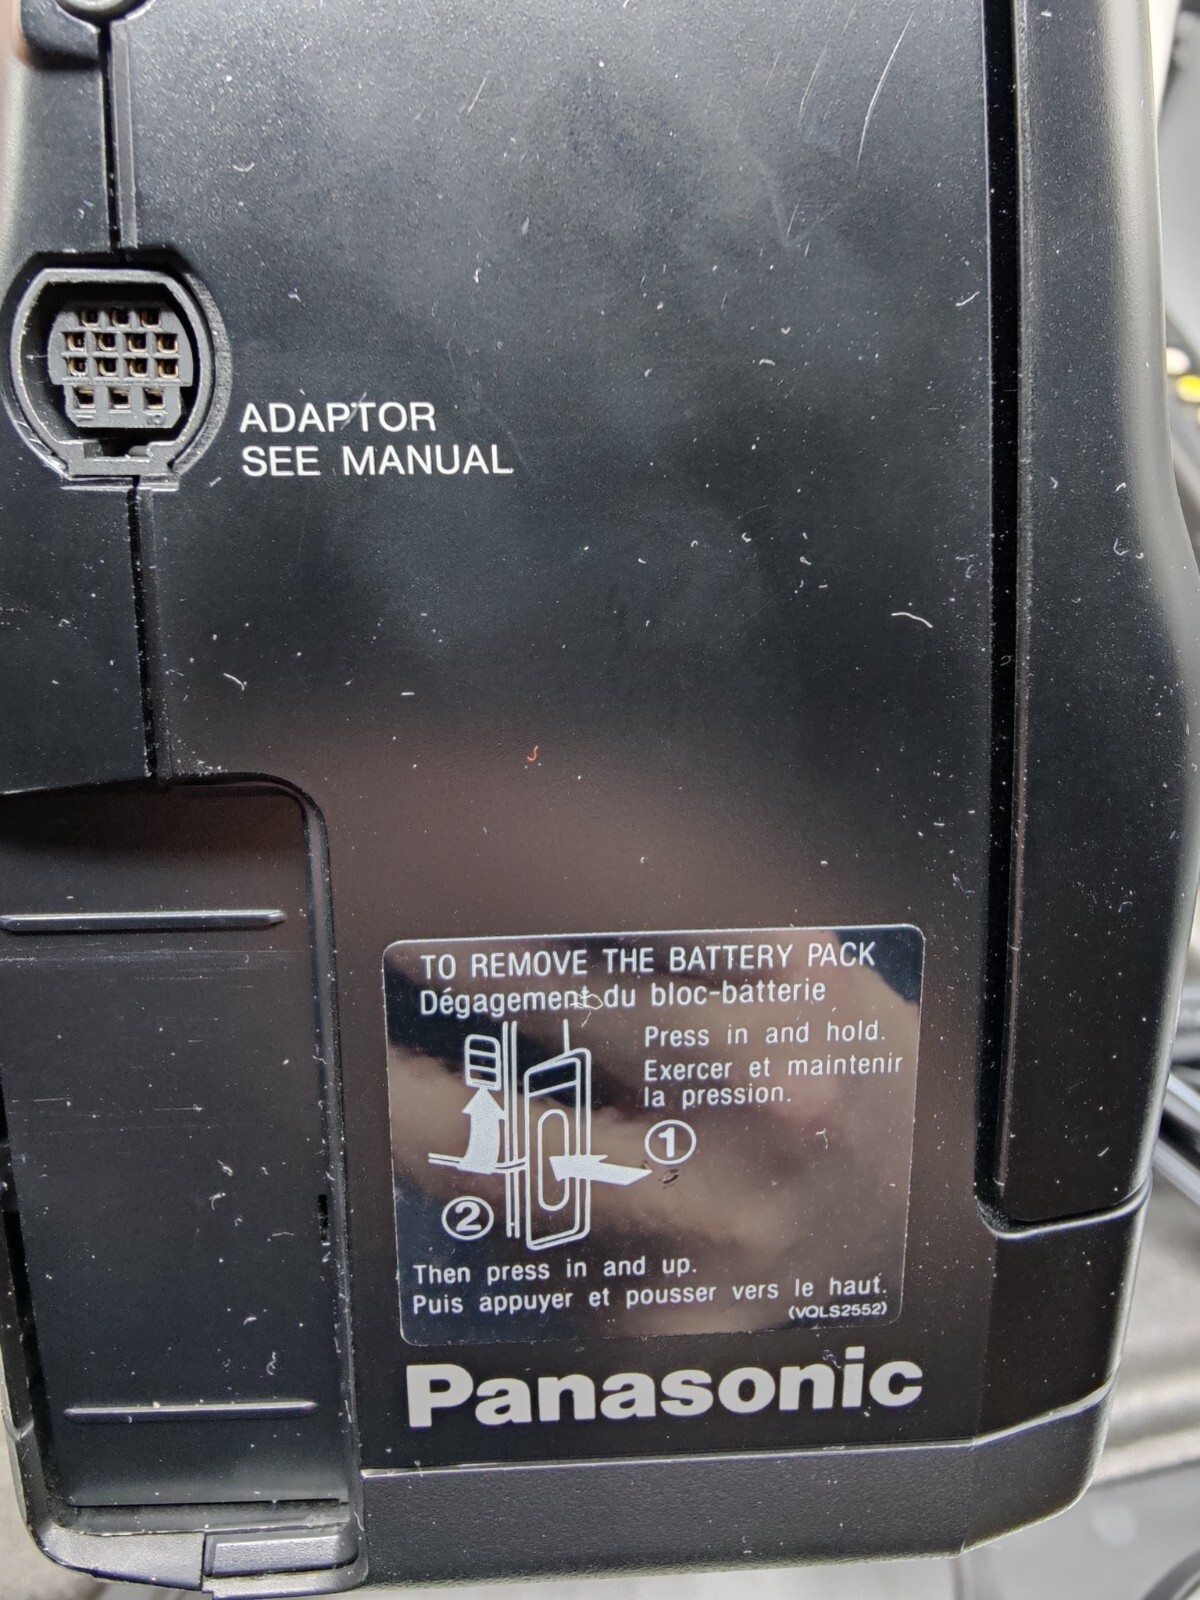 ADAPTOR
SEE MANUAL
TO REMOVE THE BATTERY PACK
Dégagement du bloc-batterie
Press in and hold.
Exercer et maintenir
la pression.
①
②
Then press in and up.
Puis appuyer et pousser vers le haut.
(VQLS2552)
Panasonic